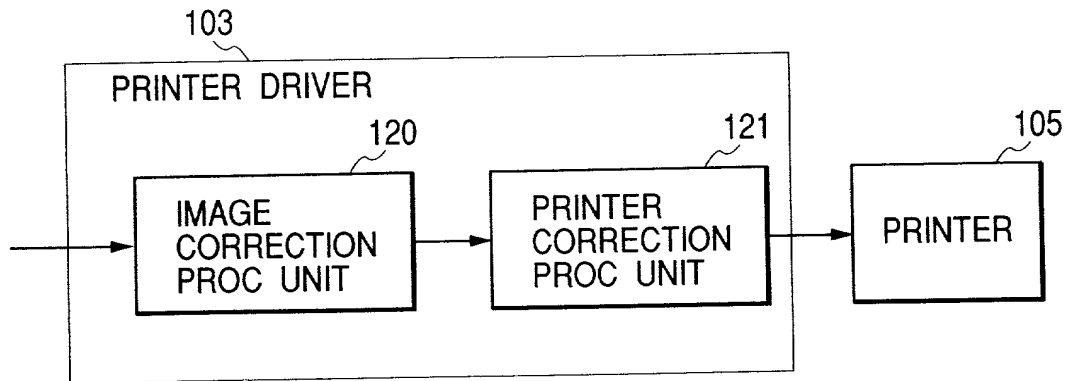 103
PRINTER DRIVER
120
121
105
IMAGE
CORRECTION
PROC UNIT
PRINTER
CORRECTION
PROC UNIT
PRINTER